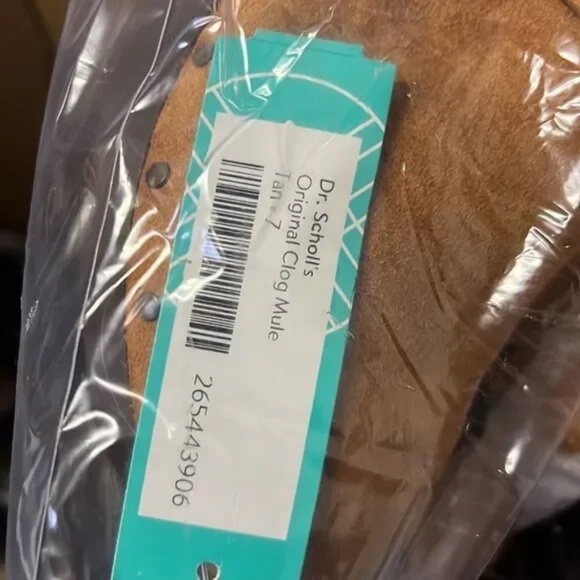 Dr. Scholl's
Original Clog Mule
Tan • 7
265443906